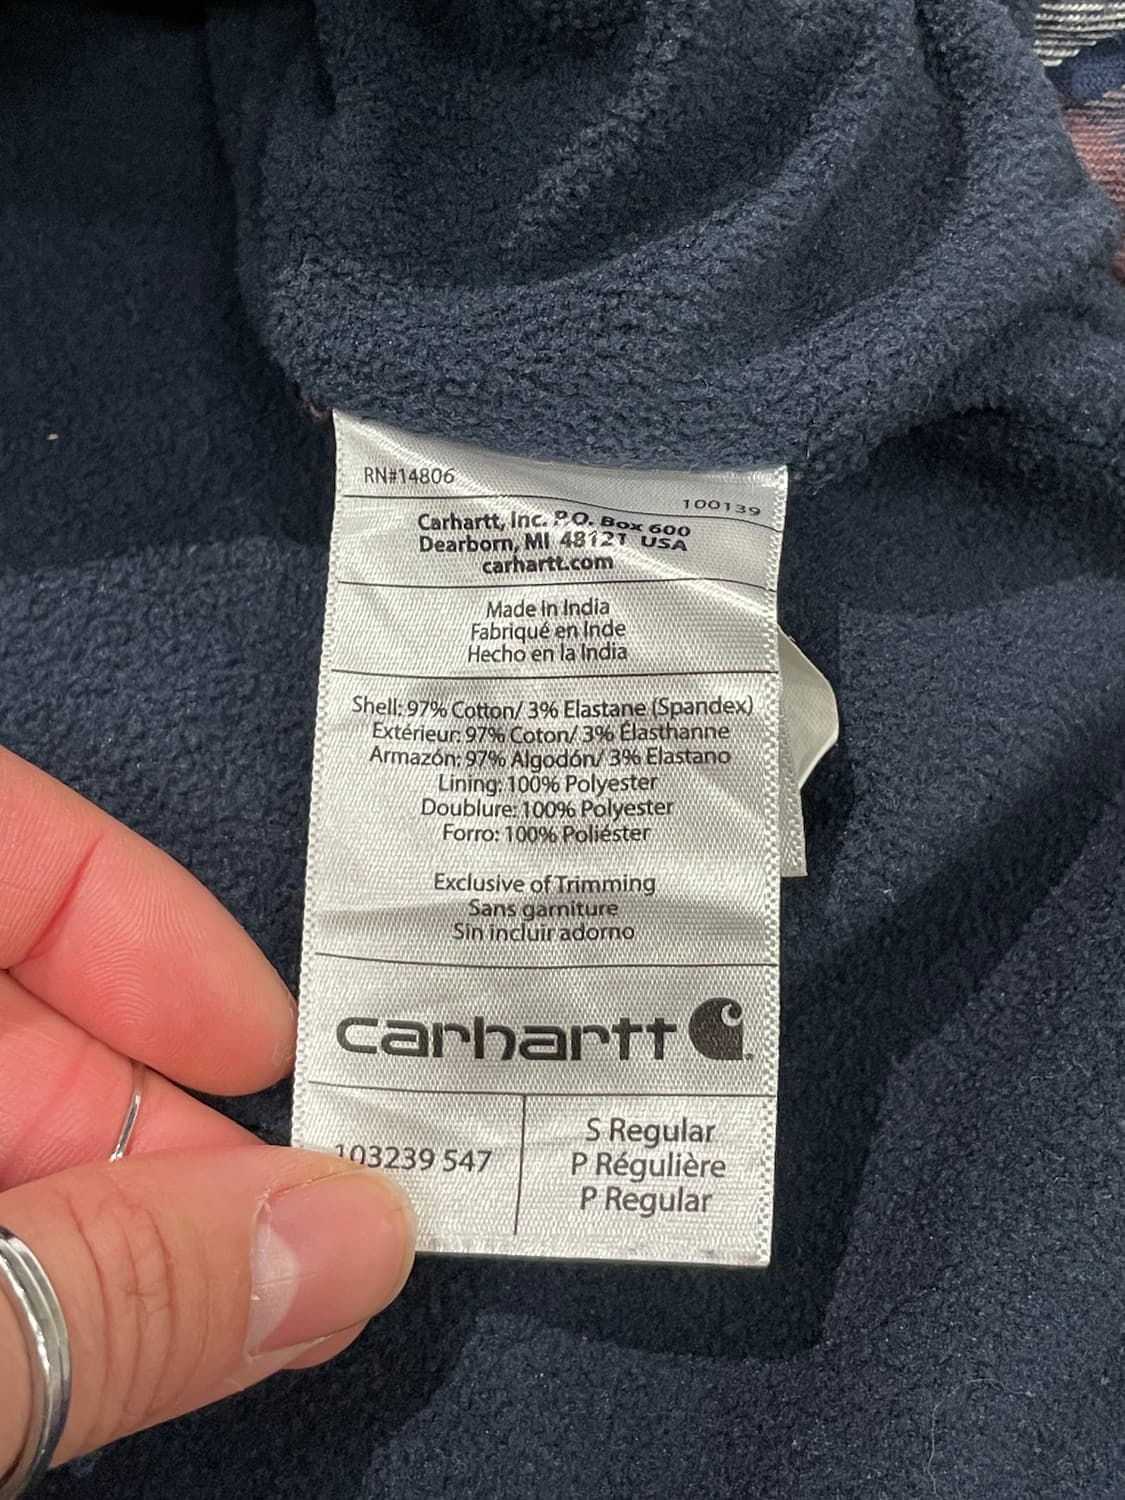 RN#14806
100139
Carhartt, Inc. P.O. Box 600
Dearborn, MI 48121 USA
carhartt.com
Made in India
Fabriqué en Inde
Hecho en la India
Shell: 97% Cotton/ 3% Elastane (Spandex)
Extérieur: 97% Coton/ 3% Élasthanne
Armazón: 97% Algodón/ 3% Elastano
Lining: 100% Polyester
Doublure: 100% Polyester
Forro: 100% Poliéster
Exclusive of Trimming
Sans garniture
Sin incluir adorno
carhartt
103239 547
S Regular
P Régulière
P Regular